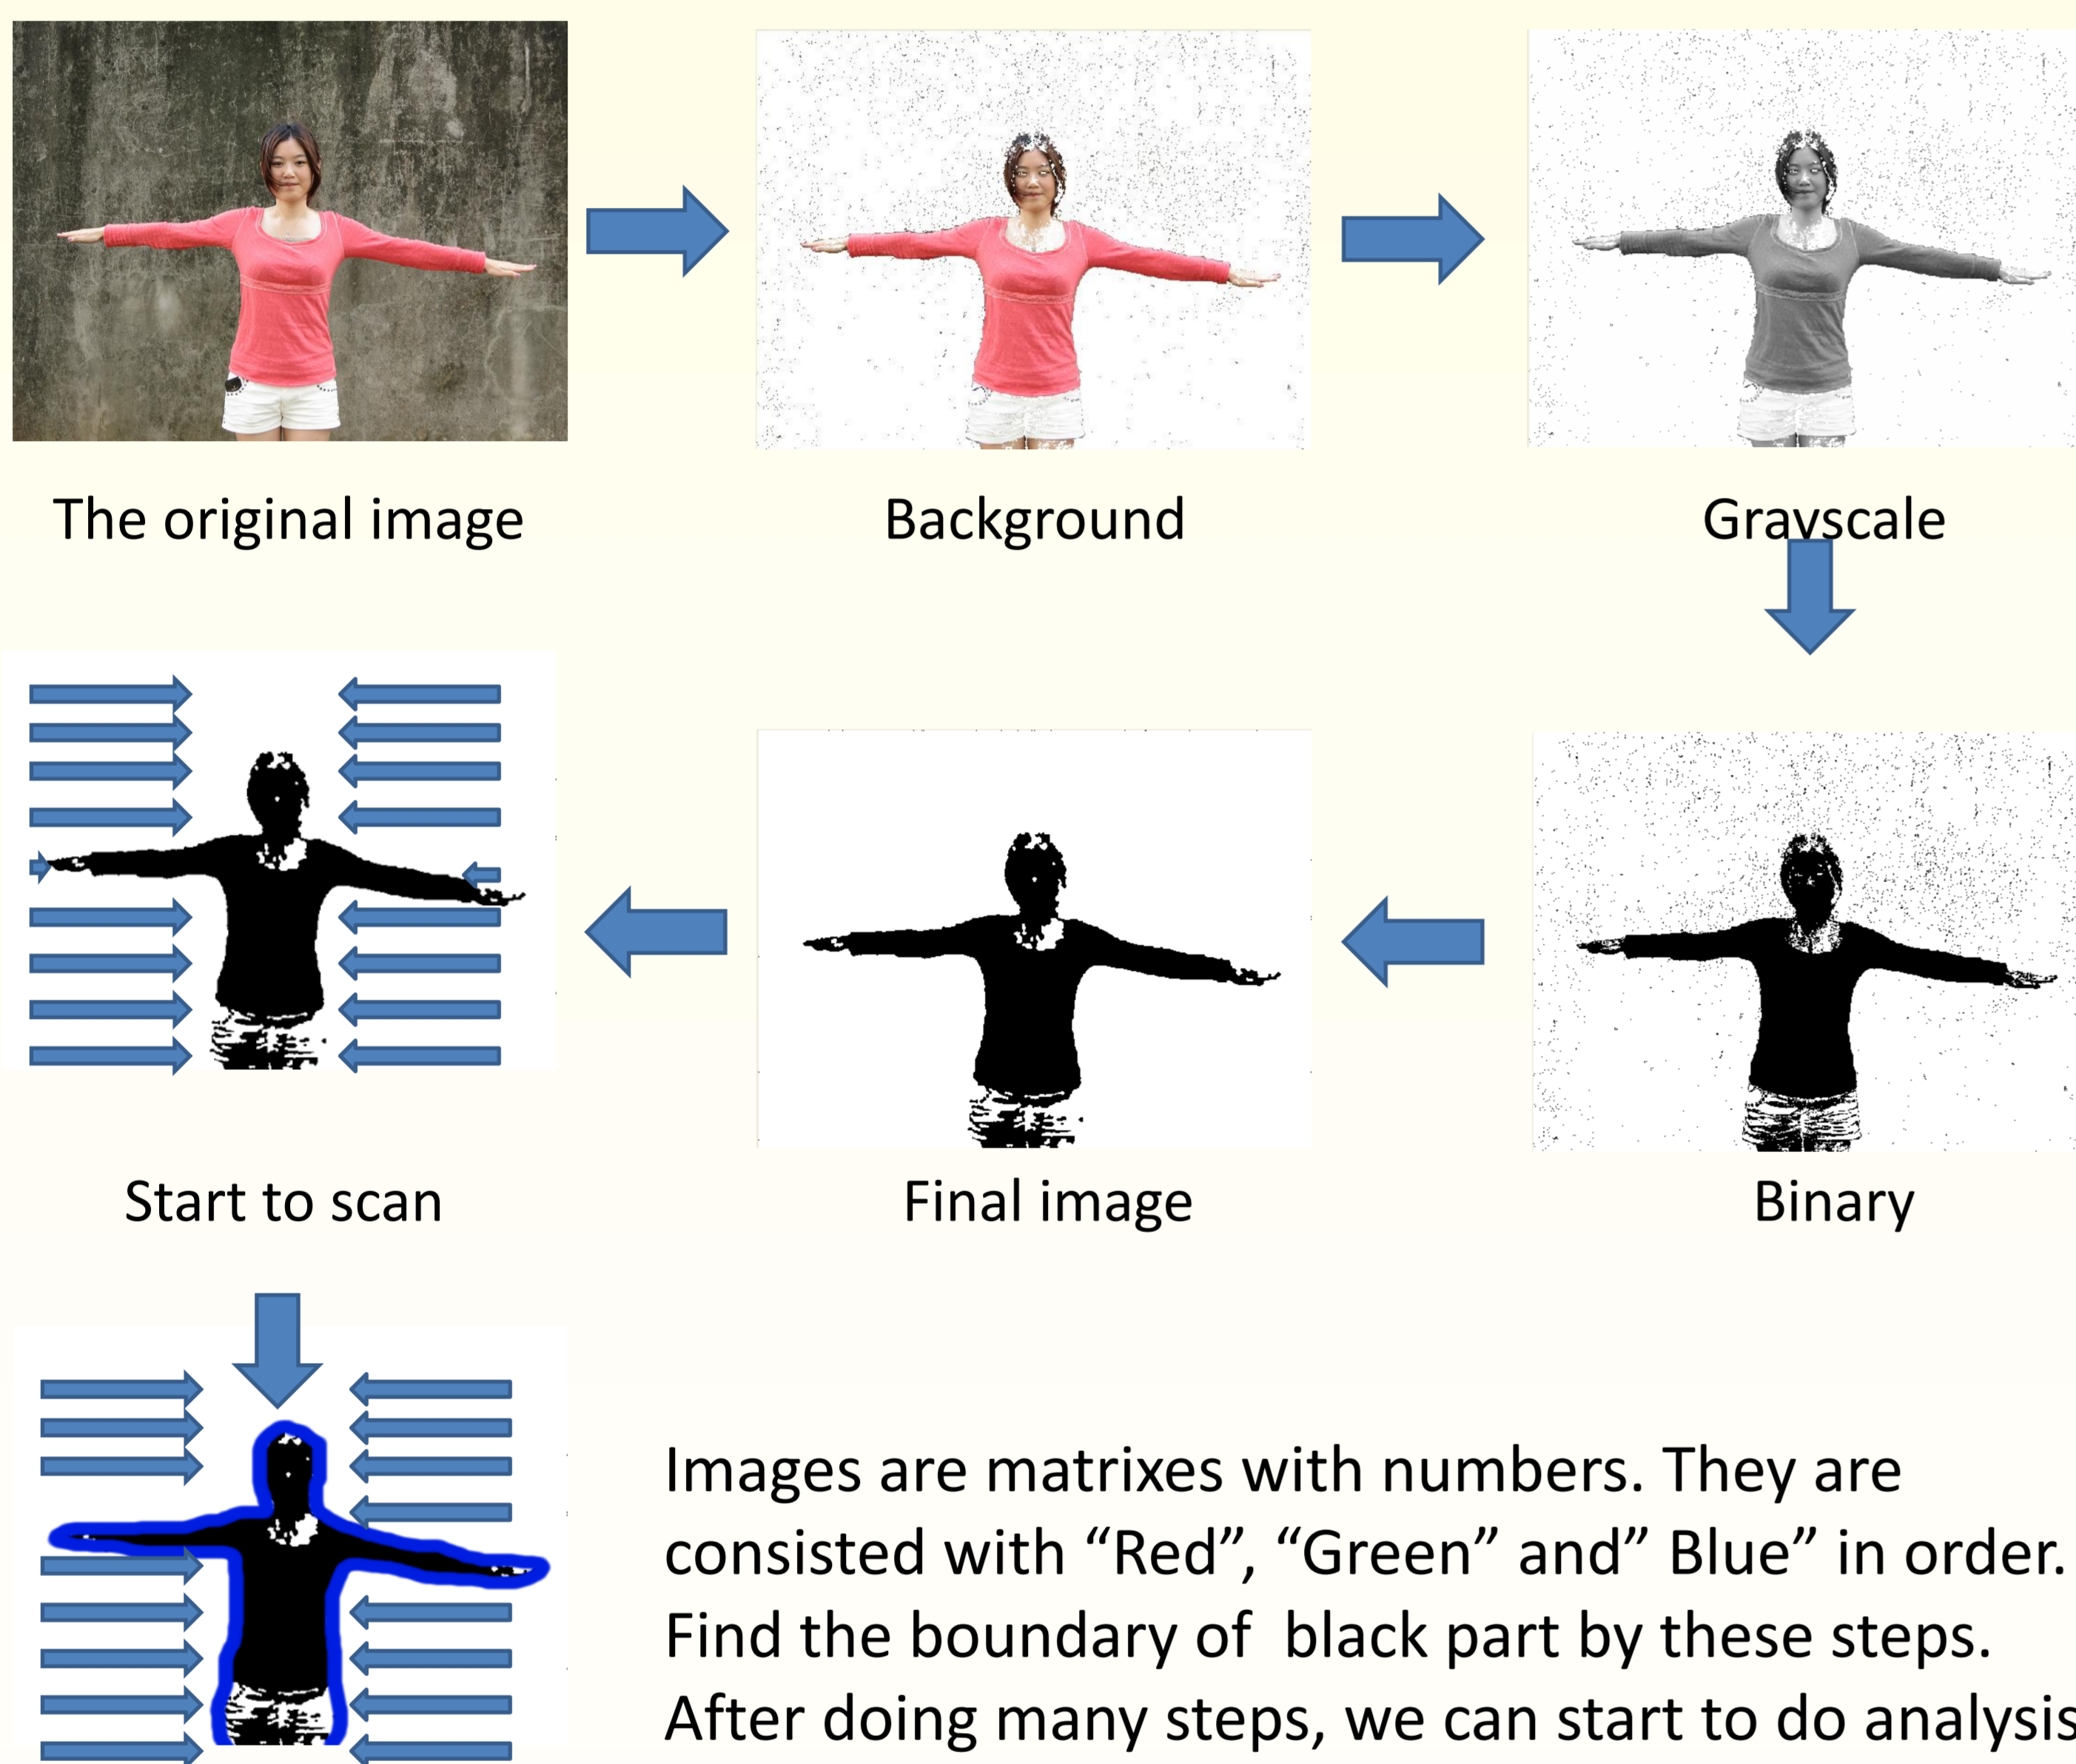 The original image
Background
Grayscale
Start to scan
Final image
Binary
Images are matrixes with numbers. They are
consisted with “Red”, “Green” and” Blue” in order.
Find the boundary of black part by these steps.
After doing many steps, we can start to do analysis